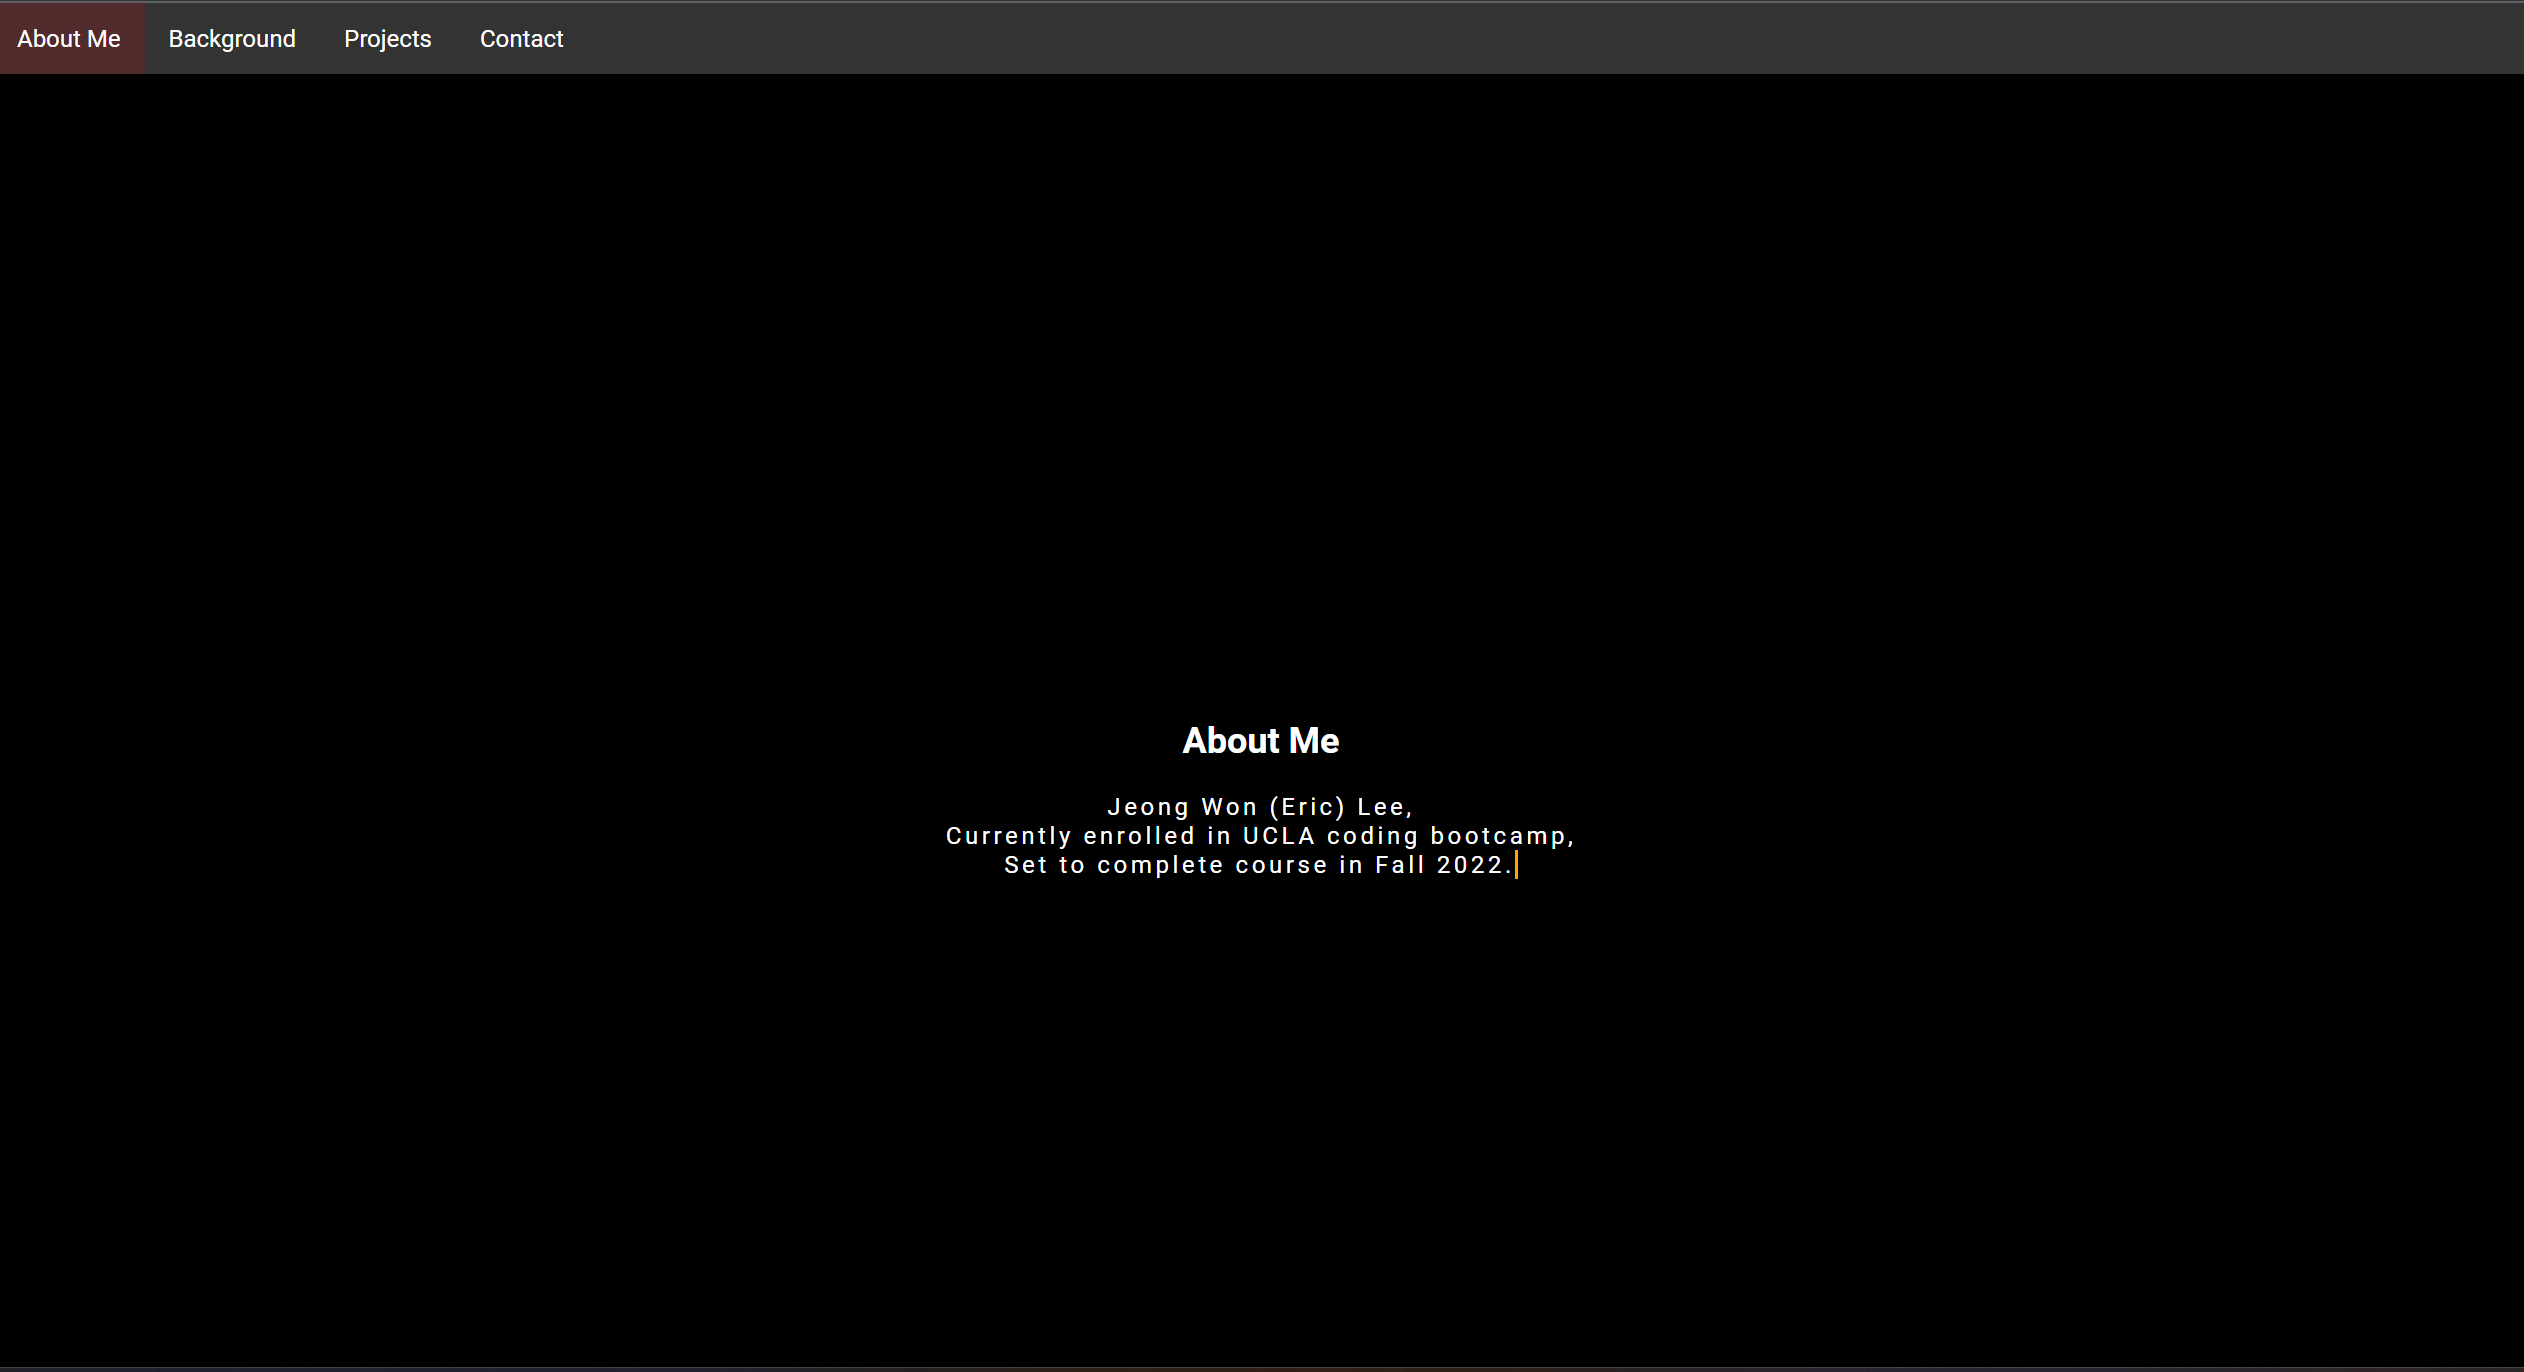 About Me Background Projects Contact
About Me
Jeong Won (Eric) Lee,
Currently enrolled in UCLA coding bootcamp,
Set to complete course in Fall 2022.